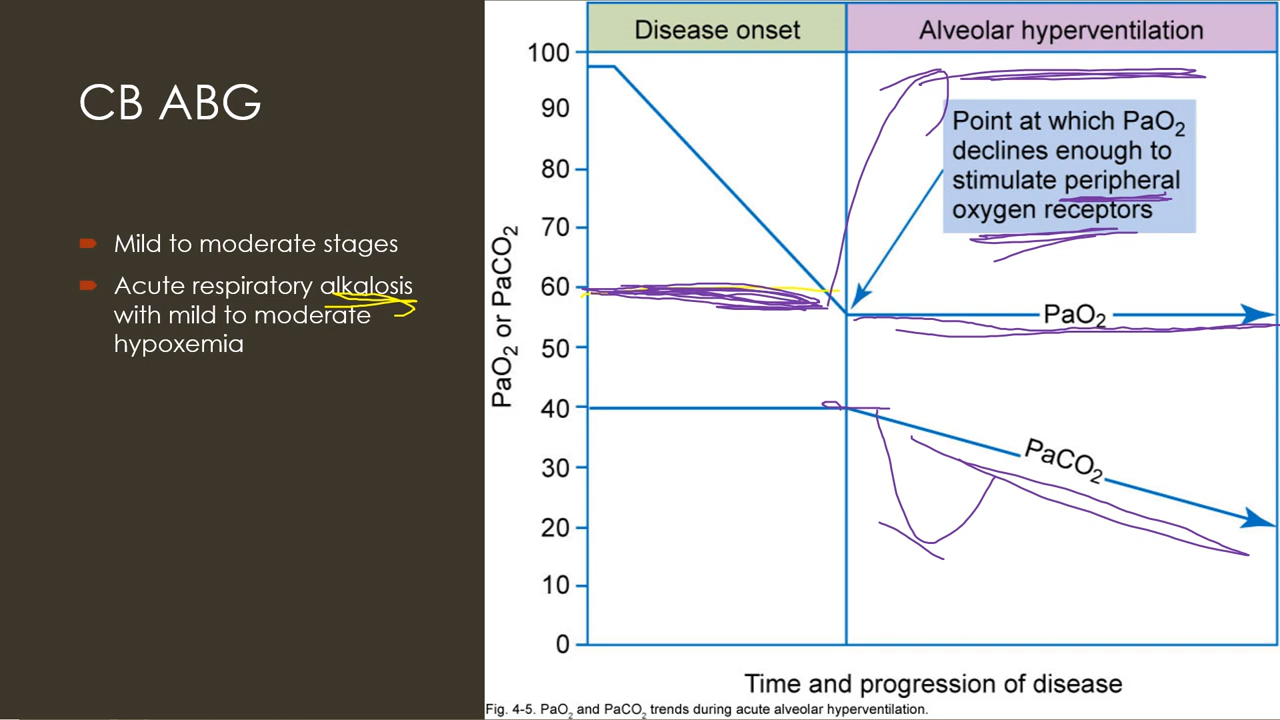 CB ABG
Mild to moderate stages
Acute respiratory alkalosis
with mild to moderate
hypoxemia
Disease onset
Alveolar hyperventilation
PaO₂ or PaCO₂
100
90
80
70
60
50
40
30
20
10
0
Point at which PaO₂
declines enough to
stimulate peripheral
oxygen receptors
PaO₂
PaCO₂
Time and progression of disease
Fig. 4-5. PaO₂ and PaCO₂ trends during acute alveolar hyperventilation.